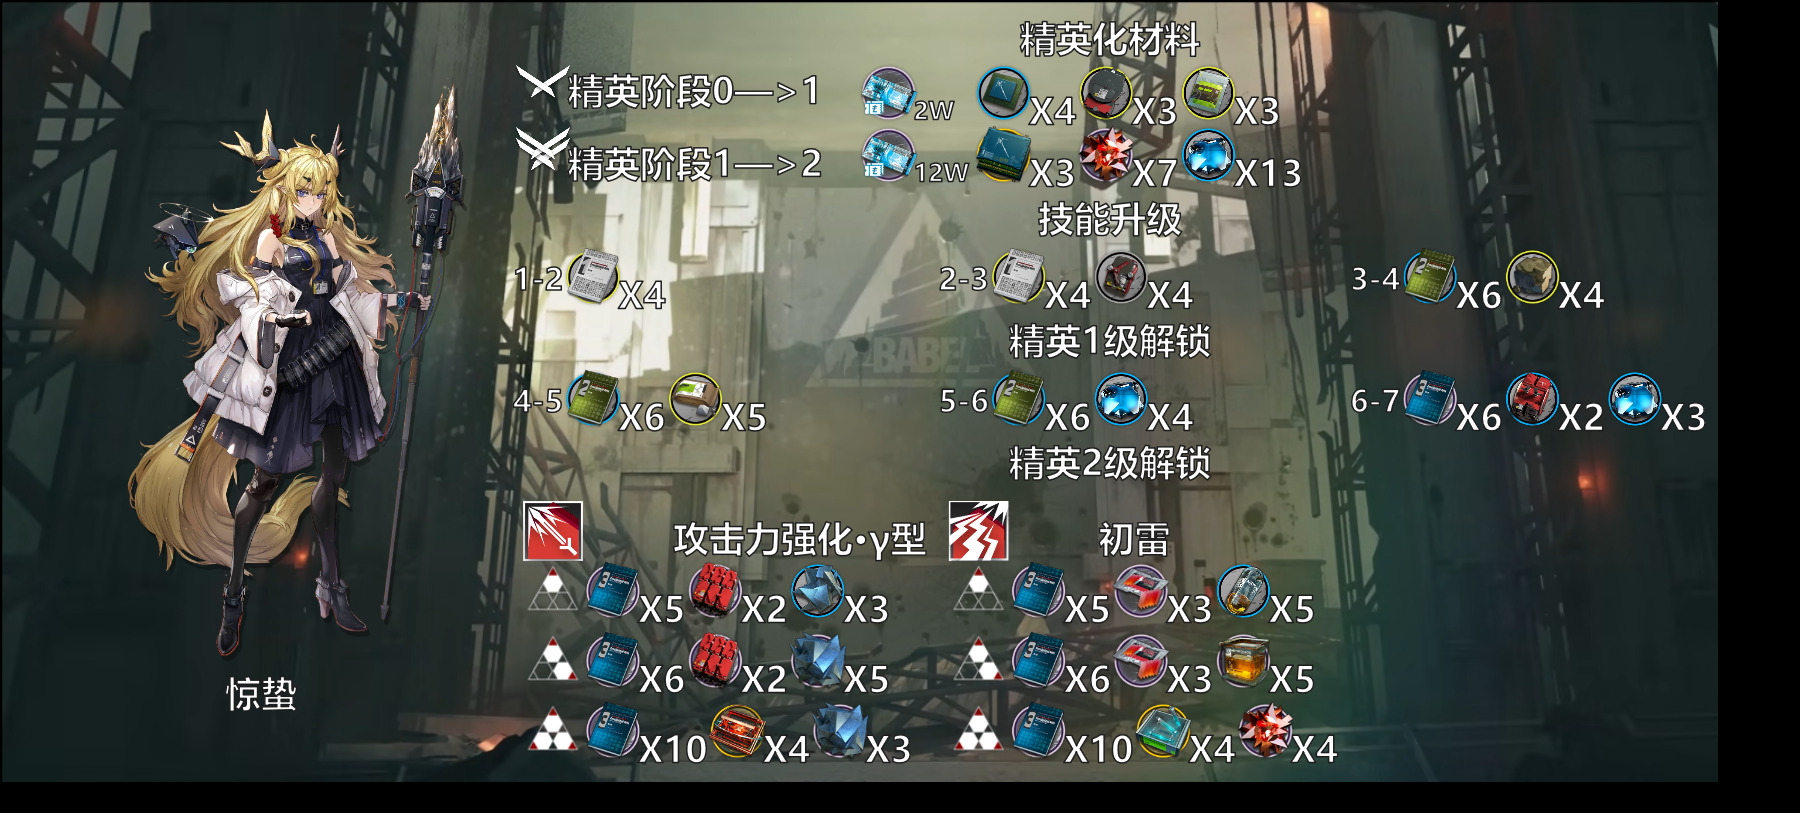 精英化材料
精英阶段0—>1 2W X4 X3 X3
精英阶段1—>2 12W X3 X7 X13
技能升级
1-2 X4 2-3 X4 X4 3-4 X6 X4
BABEL
精英1级解锁
4-5 X6 X5 5-6 X6 X4 6-7 X6 X2 X3
精英2级解锁
攻击力强化·γ型 初雷
X5 X2 X3 X5 X3 X5
X6 X2 X5 X6 X3 X5
惊蛰
X10 X4 X3 X10 X4 X4